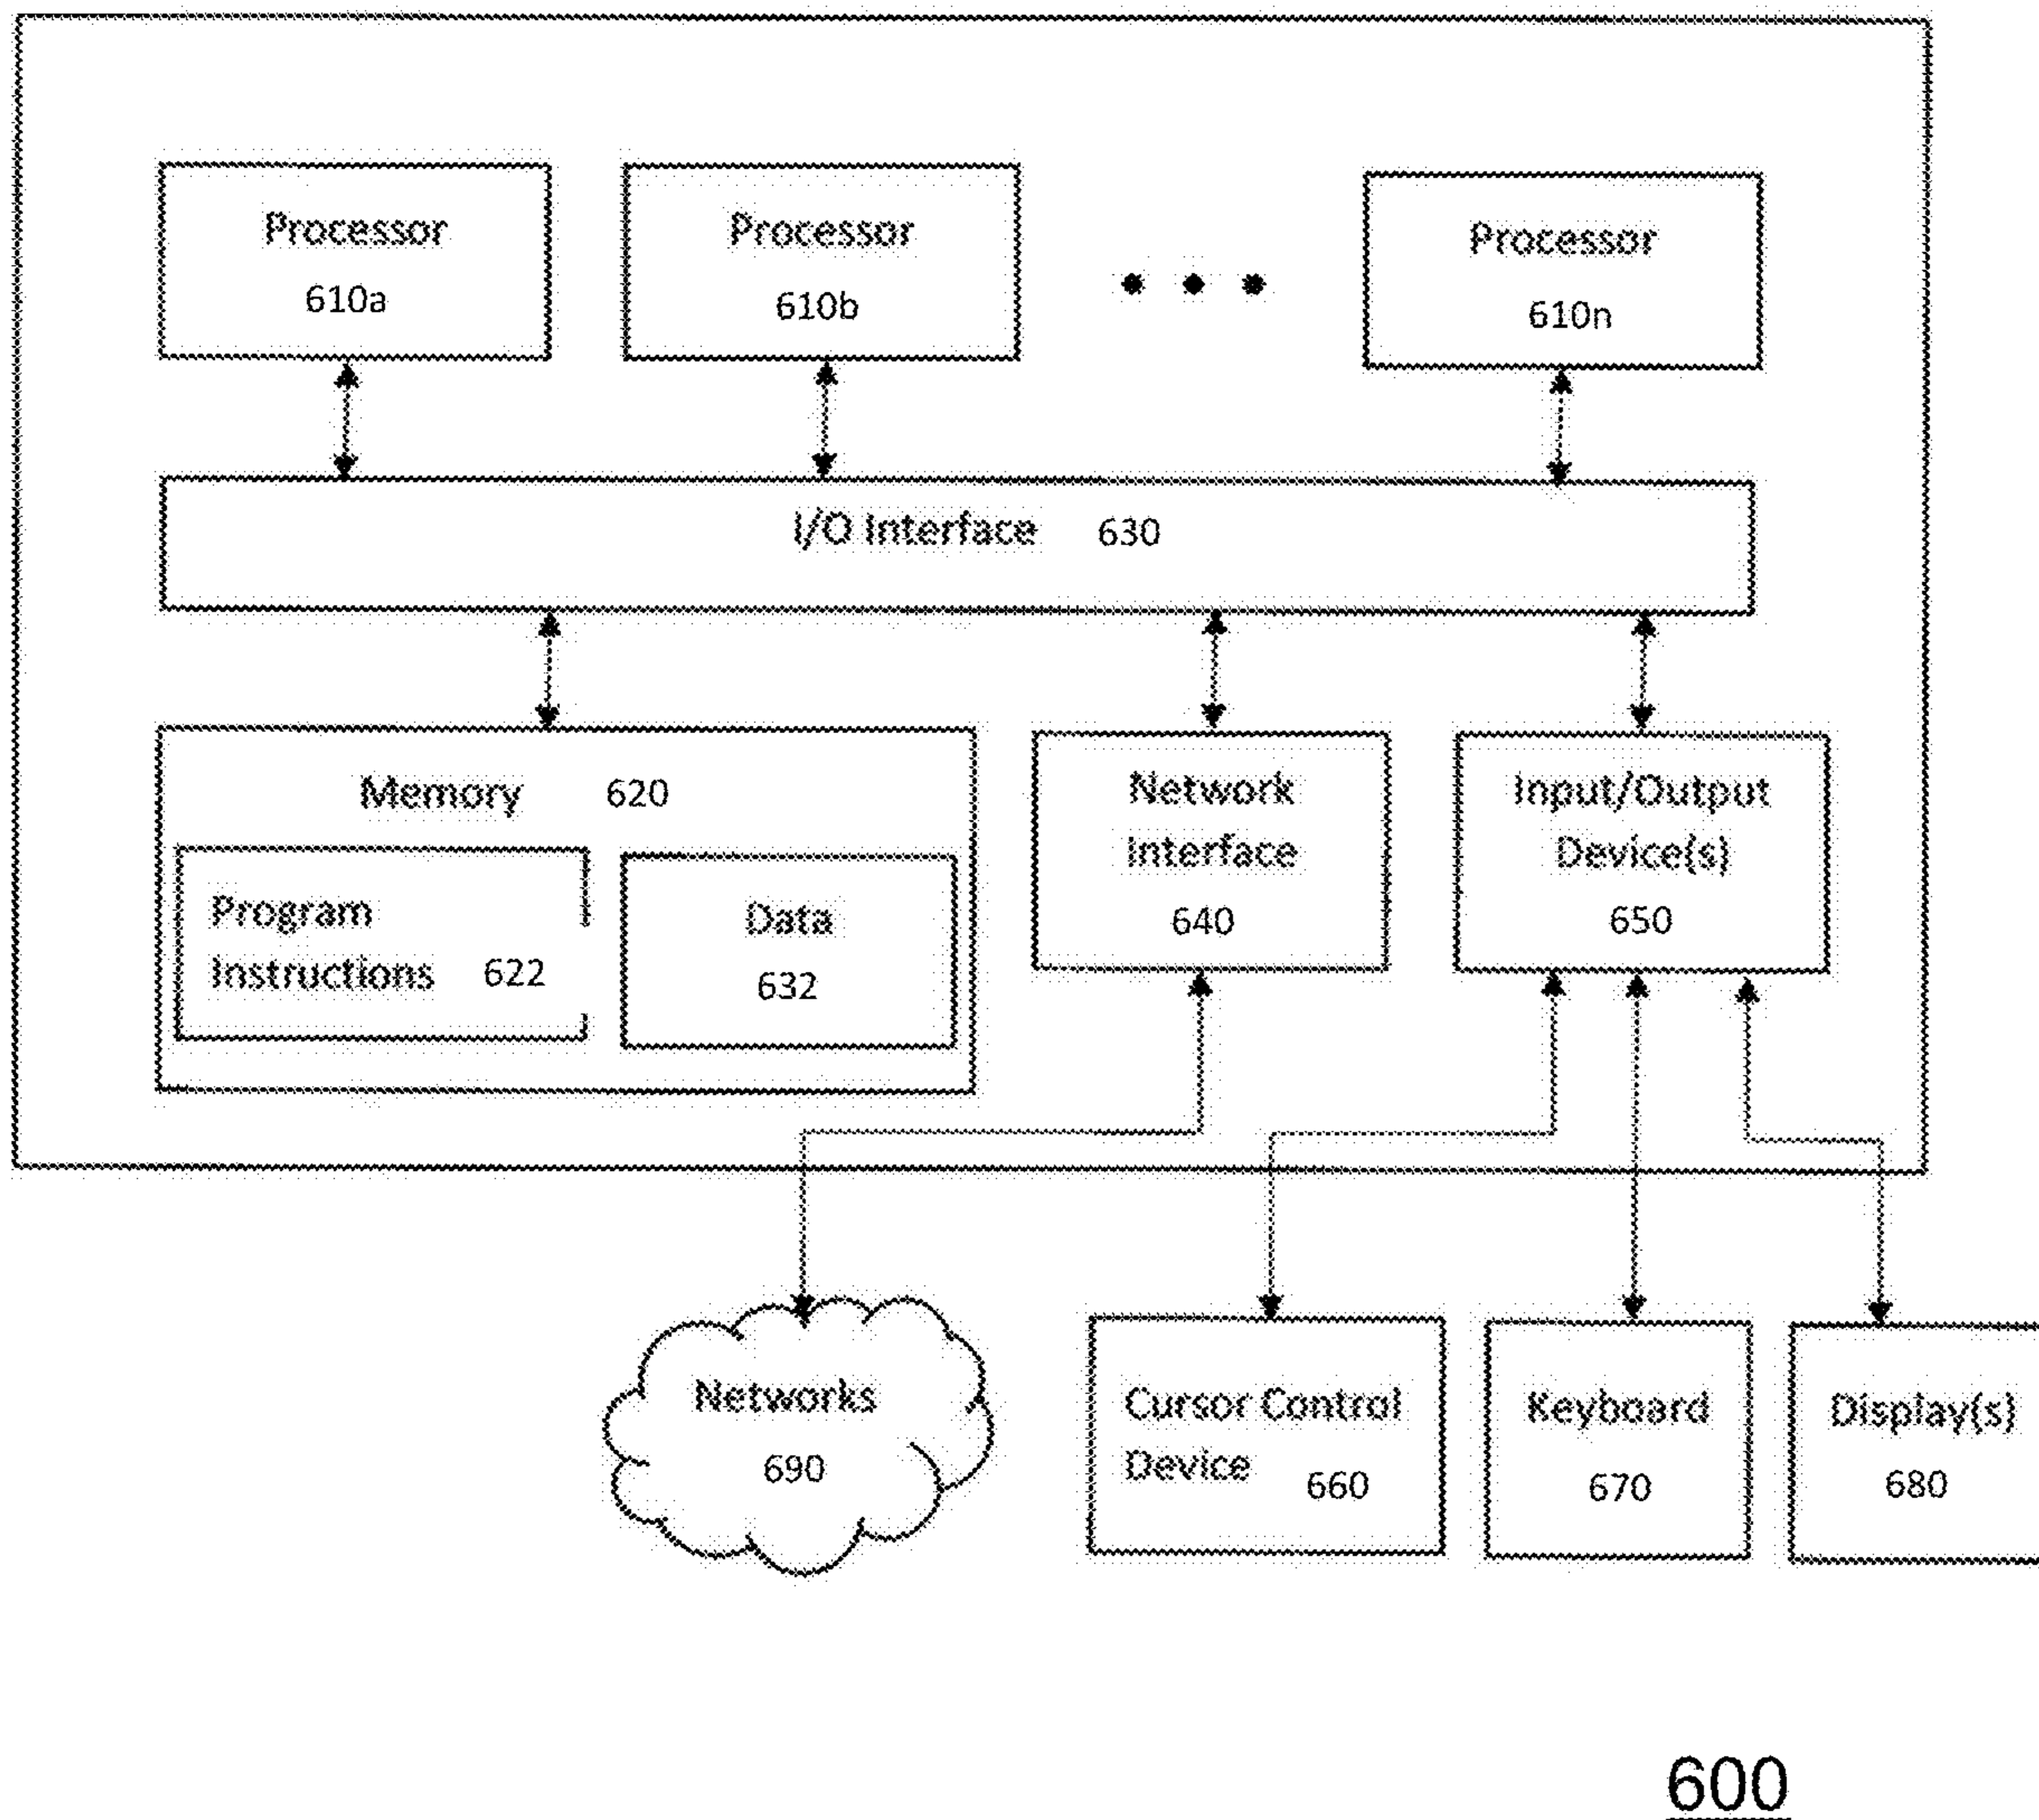 Processor
610a
Processor
610b
Processor
610n
I/O Interface 630
Memory 620
Program
Instructions 622
Data
632
Network
Interface
640
Input/Output
Device(s)
650
Networks
690
Cursor Control
Device 660
Keyboard
670
Display(s)
680
600